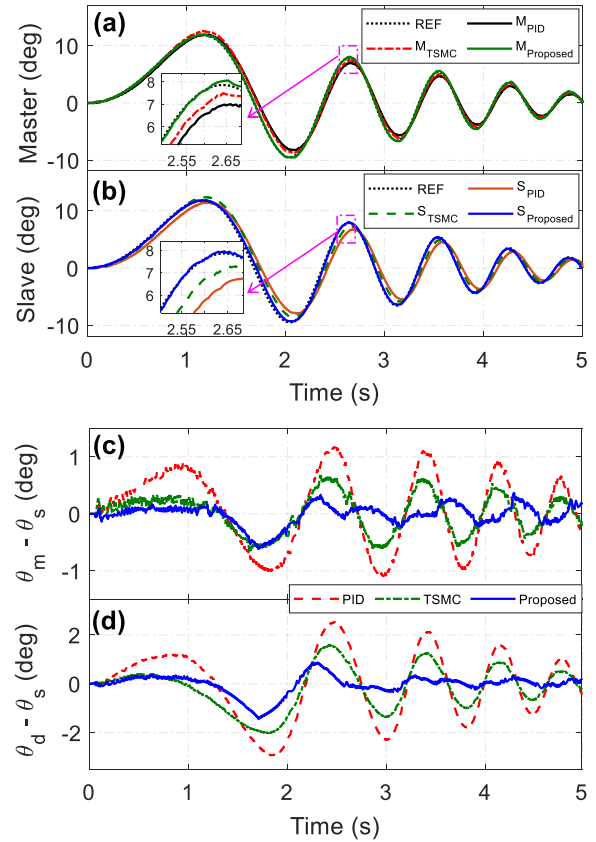 (a)
REF
M_PID
M_TSMC
M_Proposed
10
0
-10
Master (deg)
8
7
6
2.55
2.65
(b)
REF
S_PID
S_TSMC
S_Proposed
10
0
-10
Slave (deg)
8
7
6
2.55
2.65
0
1
2
3
4
5
Time (s)
(c)
1
0
-1
θ_m - θ_s (deg)
PID
TSMC
Proposed
(d)
2
0
-2
θ_d - θ_s (deg)
0
1
2
3
4
5
Time (s)